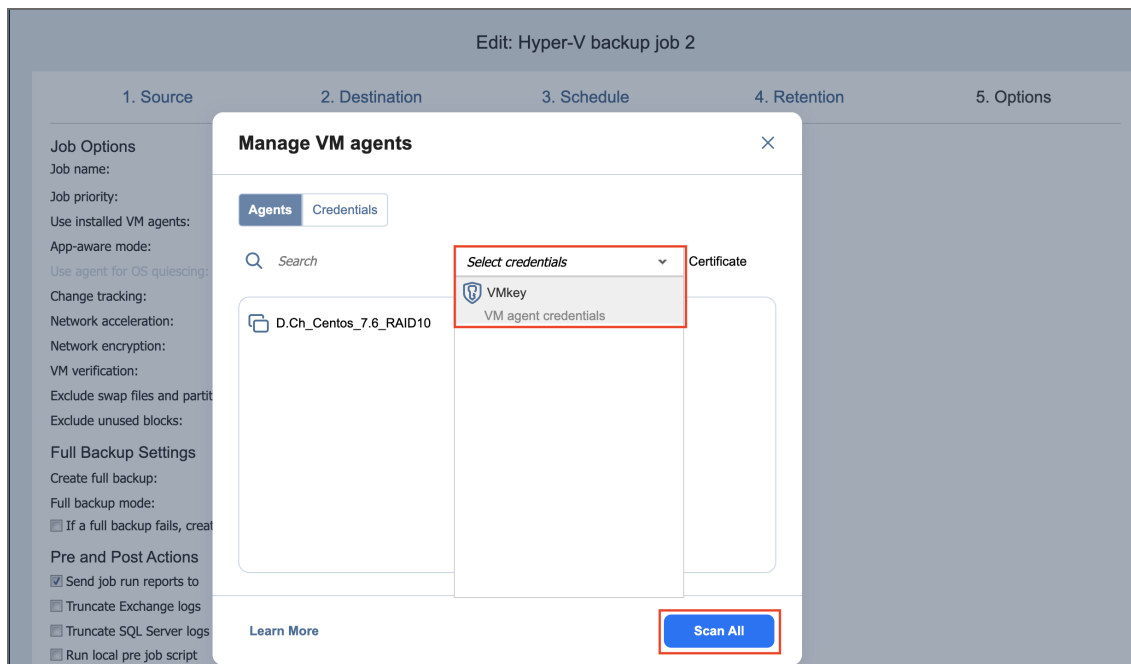 Edit: Hyper-V backup job 2
1. Source 2. Destination 3. Schedule 4. Retention 5. Options
Job Options
Job name:
Job priority:
Use installed VM agents:
App-aware mode:
Use agent for OS quiescing:
Change tracking:
Network acceleration:
Network encryption:
VM verification:
Exclude swap files and partit
Exclude unused blocks:
Full Backup Settings
Create full backup:
Full backup mode:
If a full backup fails, creat
Pre and Post Actions
Send job run reports to
Truncate Exchange logs
Truncate SQL Server logs
Run local pre job script
Manage VM agents
Agents Credentials
Search Select credentials Certificate
VMkey
VM agent credentials
D.Ch_Centos_7.6_RAID10
Learn More Scan All